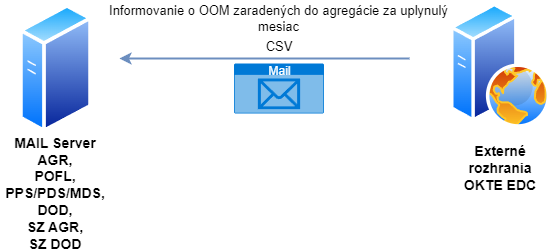 Informovanie o OOM zaradených do agregácie za uplynulý
mesiac
CSV
Mail
MAIL Server
AGR,
POFL,
PPS/PDS/MDS,
DOD,
SZ AGR,
SZ DOD
Externé
rozhrania
OKTE EDC